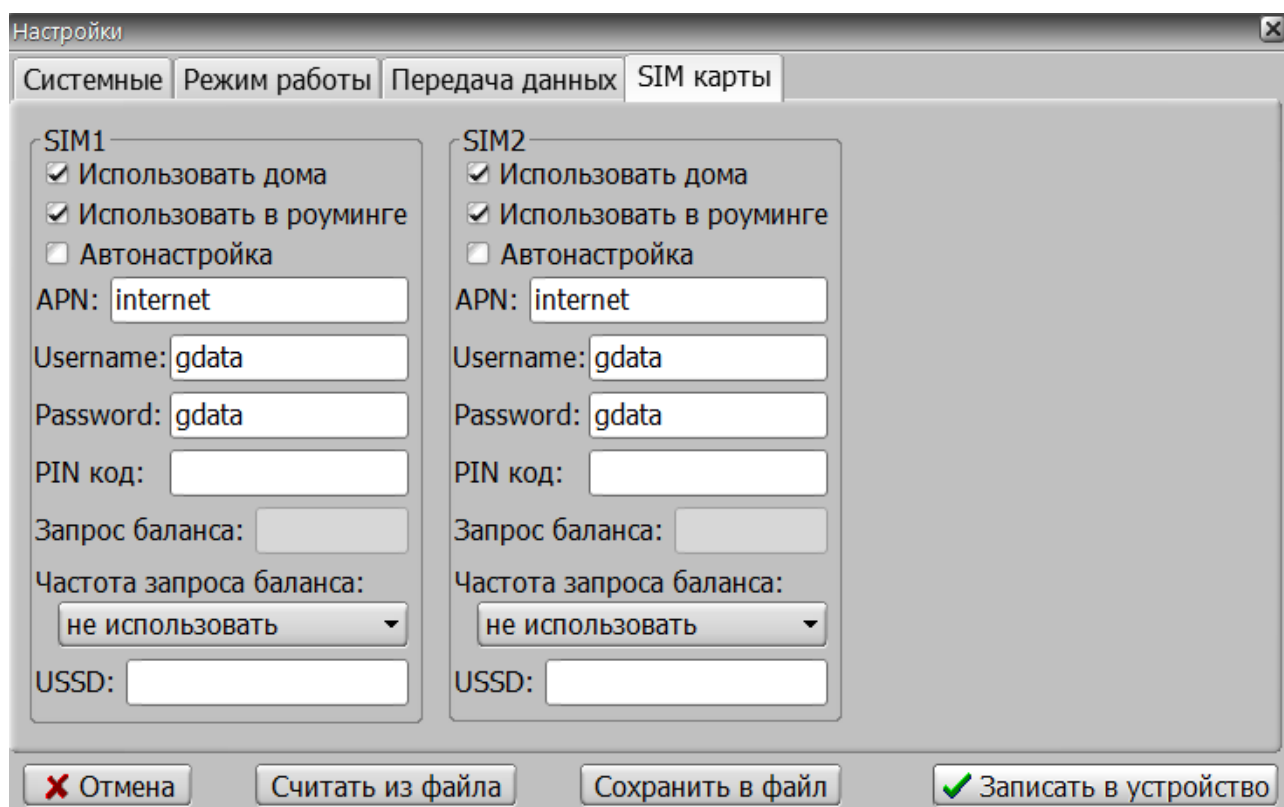 Настройки
Системные Режим работы Передача данных SIM карты
SIM1
Использовать дома
Использовать в роуминге
Автонастройка
APN: internet
Username: gdata
Password: gdata
PIN код:
Запрос баланса:
Частота запроса баланса:
не использовать
USSD:
SIM2
Использовать дома
Использовать в роуминге
Автонастройка
APN: internet
Username: gdata
Password: gdata
PIN код:
Запрос баланса:
Частота запроса баланса:
не использовать
USSD:
Отмена Считать из файла Сохранить в файл Записать в устройство